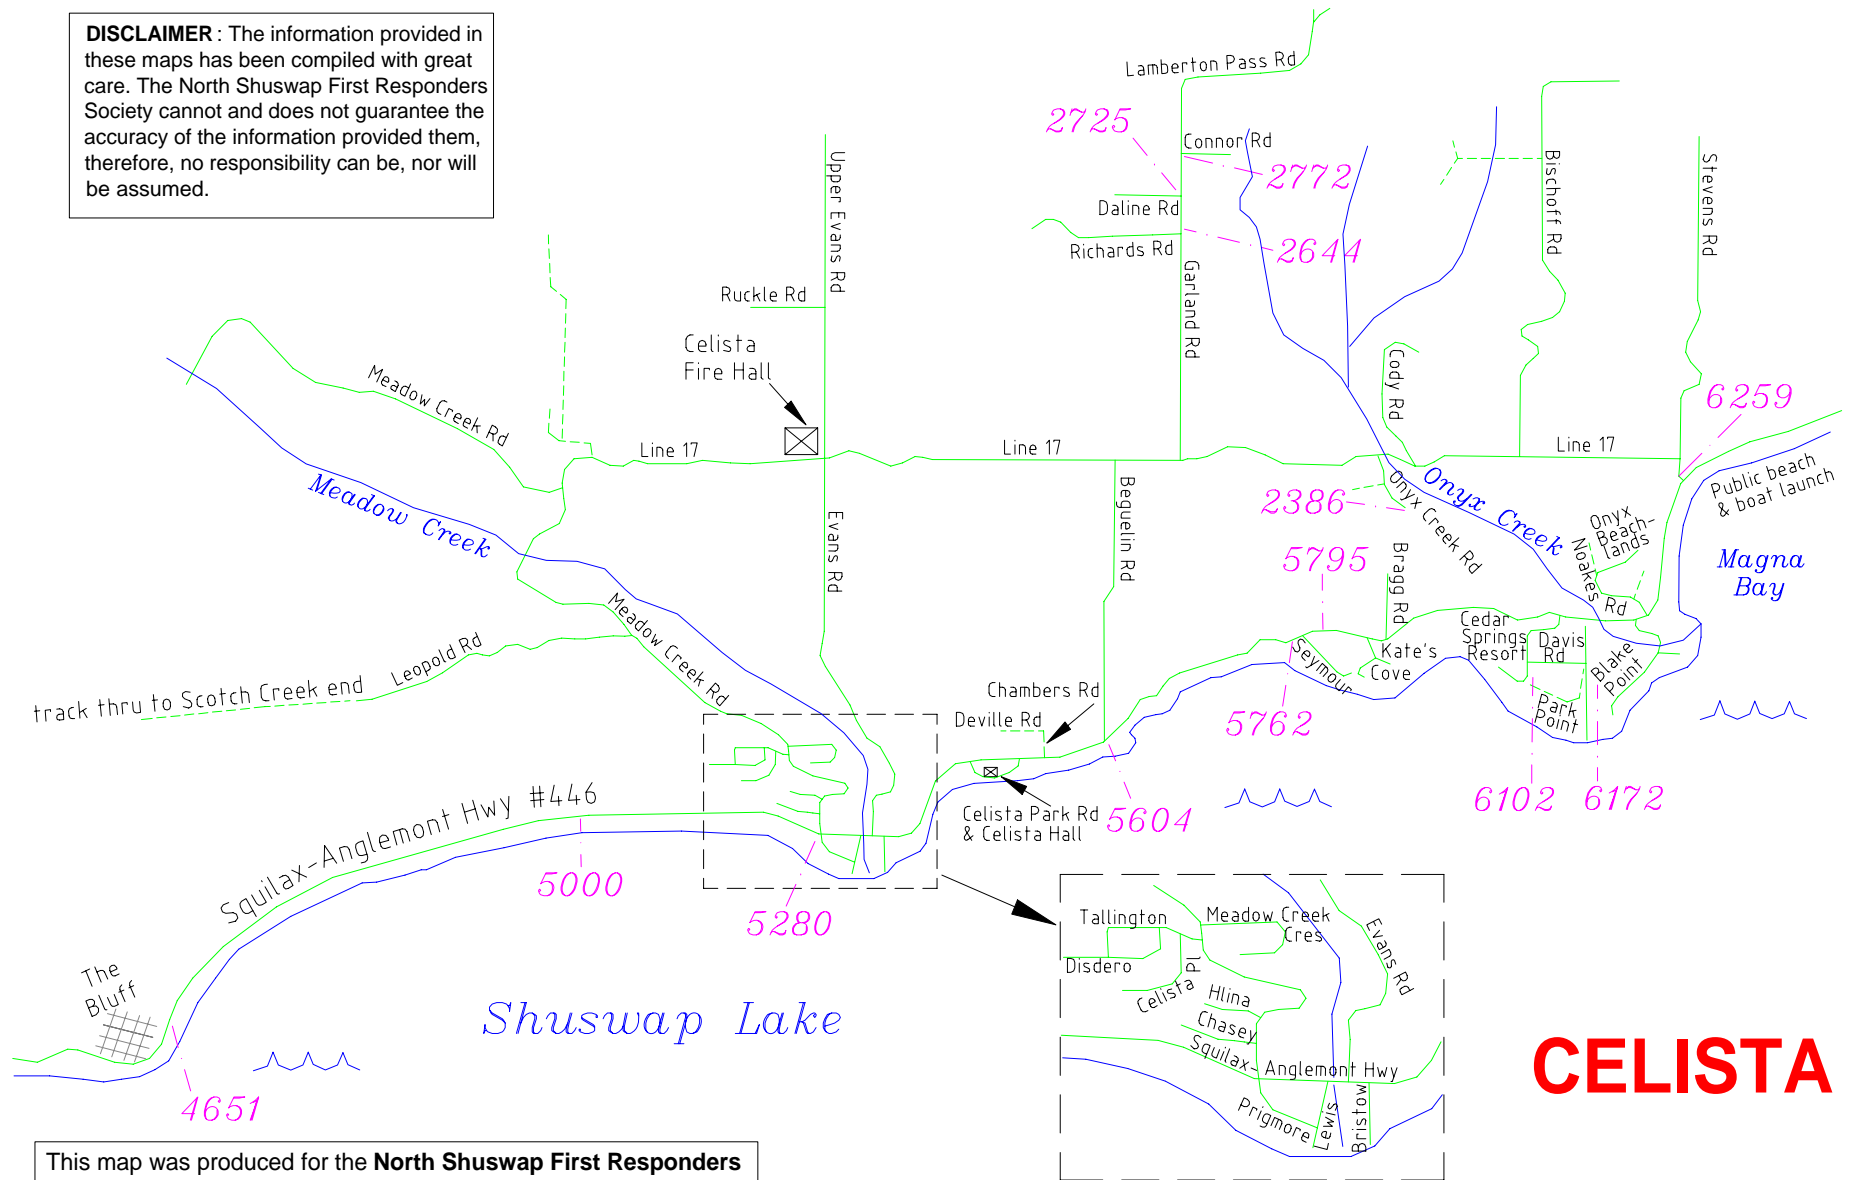 DISCLAIMER : The information provided in
these maps has been compiled with great
care. The North Shuswap First Responders
Society cannot and does not guarantee the
accuracy of the information provided them,
therefore, no responsibility can be, nor will
be assumed.
Lamberton Pass Rd
2725
Connor Rd
2772
Daline Rd
2644
Richards Rd
Garland Rd
Upper Evans Rd
Bischoff Rd
Stevens Rd
Ruckle Rd
Celista
Fire Hall
Meadow Creek Rd
Cody Rd
6259
Line 17
Line 17
Line 17
Meadow Creek
Evans Rd
Beguelin Rd
2386
Onyx Creek Rd
Onyx Creek
Public beach
& boat launch
Onyx
Beach-
lands
Noakes Rd
Magna
Bay
5795
Bragg Rd
Meadow Creek Rd
Leopold Rd
track thru to Scotch Creek end
Cedar
Springs
Resort
Davis
Rd
Blake
Point
Kate's
Cove
Seymour
Chambers Rd
Deville Rd
5762
Park
Point
6102
6172
5604
Celista Park Rd
& Celista Hall
Squilax-Anglemont Hwy #446
5000
5280
The
Bluff
4651
Shuswap Lake
Tallington
Meadow Creek
Cres
Disdero
Celista Pl
Evans Rd
Hlina
Chasey
Squilax- Anglemont Hwy
Prigmore
Lewis
Bristow
CELISTA
This map was produced for the North Shuswap First Responders